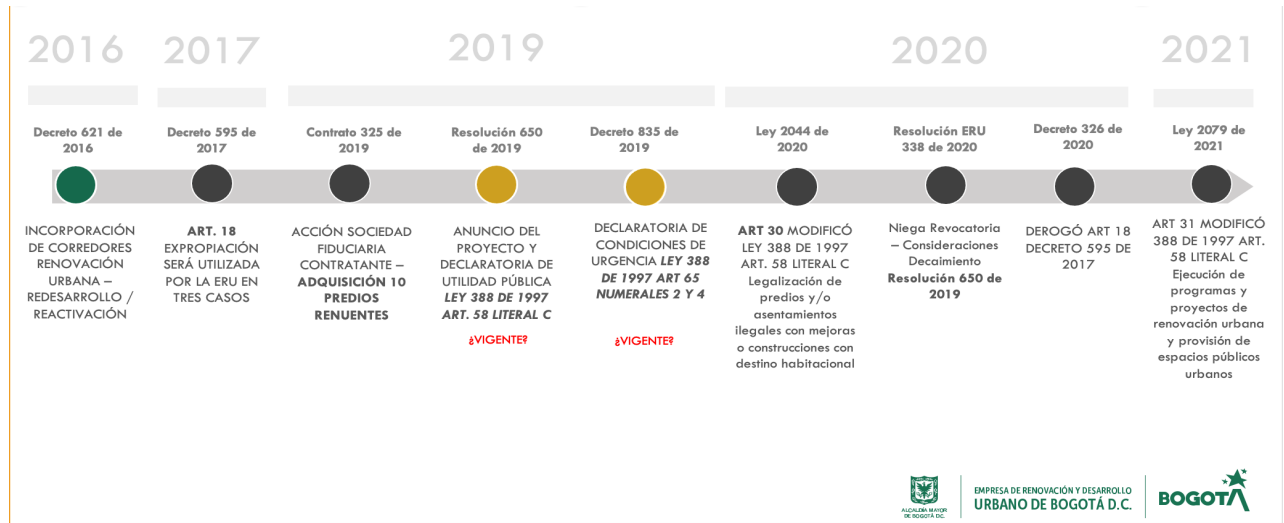 2016
2017
2019
2020
2021
Decreto 621 de
2016
INCORPORACIÓN
DE CORREDORES
RENOVACIÓN
URBANA –
REDESARROLLO /
REACTIVACIÓN
Decreto 595 de
2017
ART. 18
EXPROPIACIÓN
SERÁ UTILIZADA
POR LA ERU EN
TRES CASOS
Contrato 325 de
2019
ACCIÓN SOCIEDAD
FIDUCIARIA
CONTRATANTE –
ADQUISICIÓN 10
PREDIOS
RENUENTES
Resolución 650
de 2019
ANUNCIO DEL
PROYECTO Y
DECLARATORIA DE
UTILIDAD PÚBLICA
LEY 388 DE 1997
ART. 58 LITERAL C
¿VIGENTE?
Decreto 835 de
2019
DECLARATORIA DE
CONDICIONES DE
URGENCIA LEY 388
DE 1997 ART 65
NUMERALES 2 Y 4
¿VIGENTE?
Ley 2044 de
2020
ART 30 MODIFICÓ
LEY 388 DE 1997
ART. 58 LITERAL C
Legalización de
predios y/o
asentamientos
ilegales con mejoras
o construcciones con
destino habitacional
Resolución ERU
338 de 2020
Niega Revocatoria
– Consideraciones
Decaimiento
Resolución 650 de
2019
Decreto 326 de
2020
DEROGÓ ART 18
DECRETO 595 DE
2017
Ley 2079 de
2021
ART 31 MODIFICÓ
388 DE 1997 ART.
58 LITERAL C
Ejecución de
programas y
proyectos de
renovación urbana
y provisión de
espacios públicos
urbanos
ALCALDÍA MAYOR
DE BOGOTÁ D.C.
EMPRESA DE RENOVACIÓN Y DESARROLLO
URBANO DE BOGOTÁ D.C.
BOGOTÁ